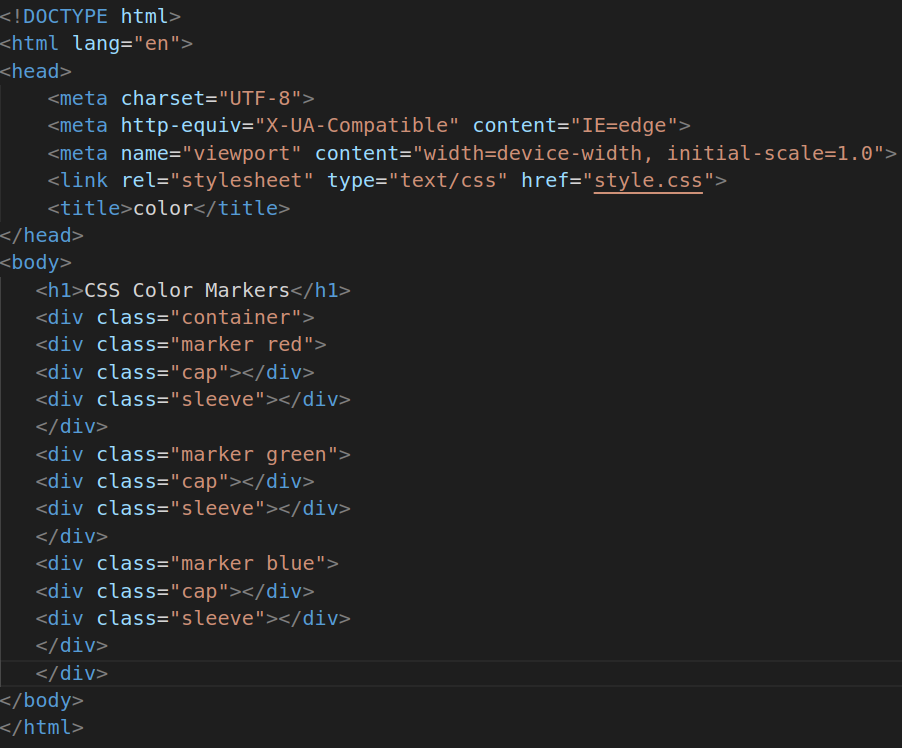 <!DOCTYPE html>
<html lang="en">
<head>
    <meta charset="UTF-8">
    <meta http-equiv="X-UA-Compatible" content="IE=edge">
    <meta name="viewport" content="width=device-width, initial-scale=1.0">
    <link rel="stylesheet" type="text/css" href="style.css">
    <title>color</title>
</head>
<body>
   <h1>CSS Color Markers</h1>
   <div class="container">
   <div class="marker red">
   <div class="cap"></div>
   <div class="sleeve"></div>
   </div>
   <div class="marker green">
   <div class="cap"></div>
   <div class="sleeve"></div>
   </div>
   <div class="marker blue">
   <div class="cap"></div>
   <div class="sleeve"></div>
   </div>
   </div>
</body>
</html>